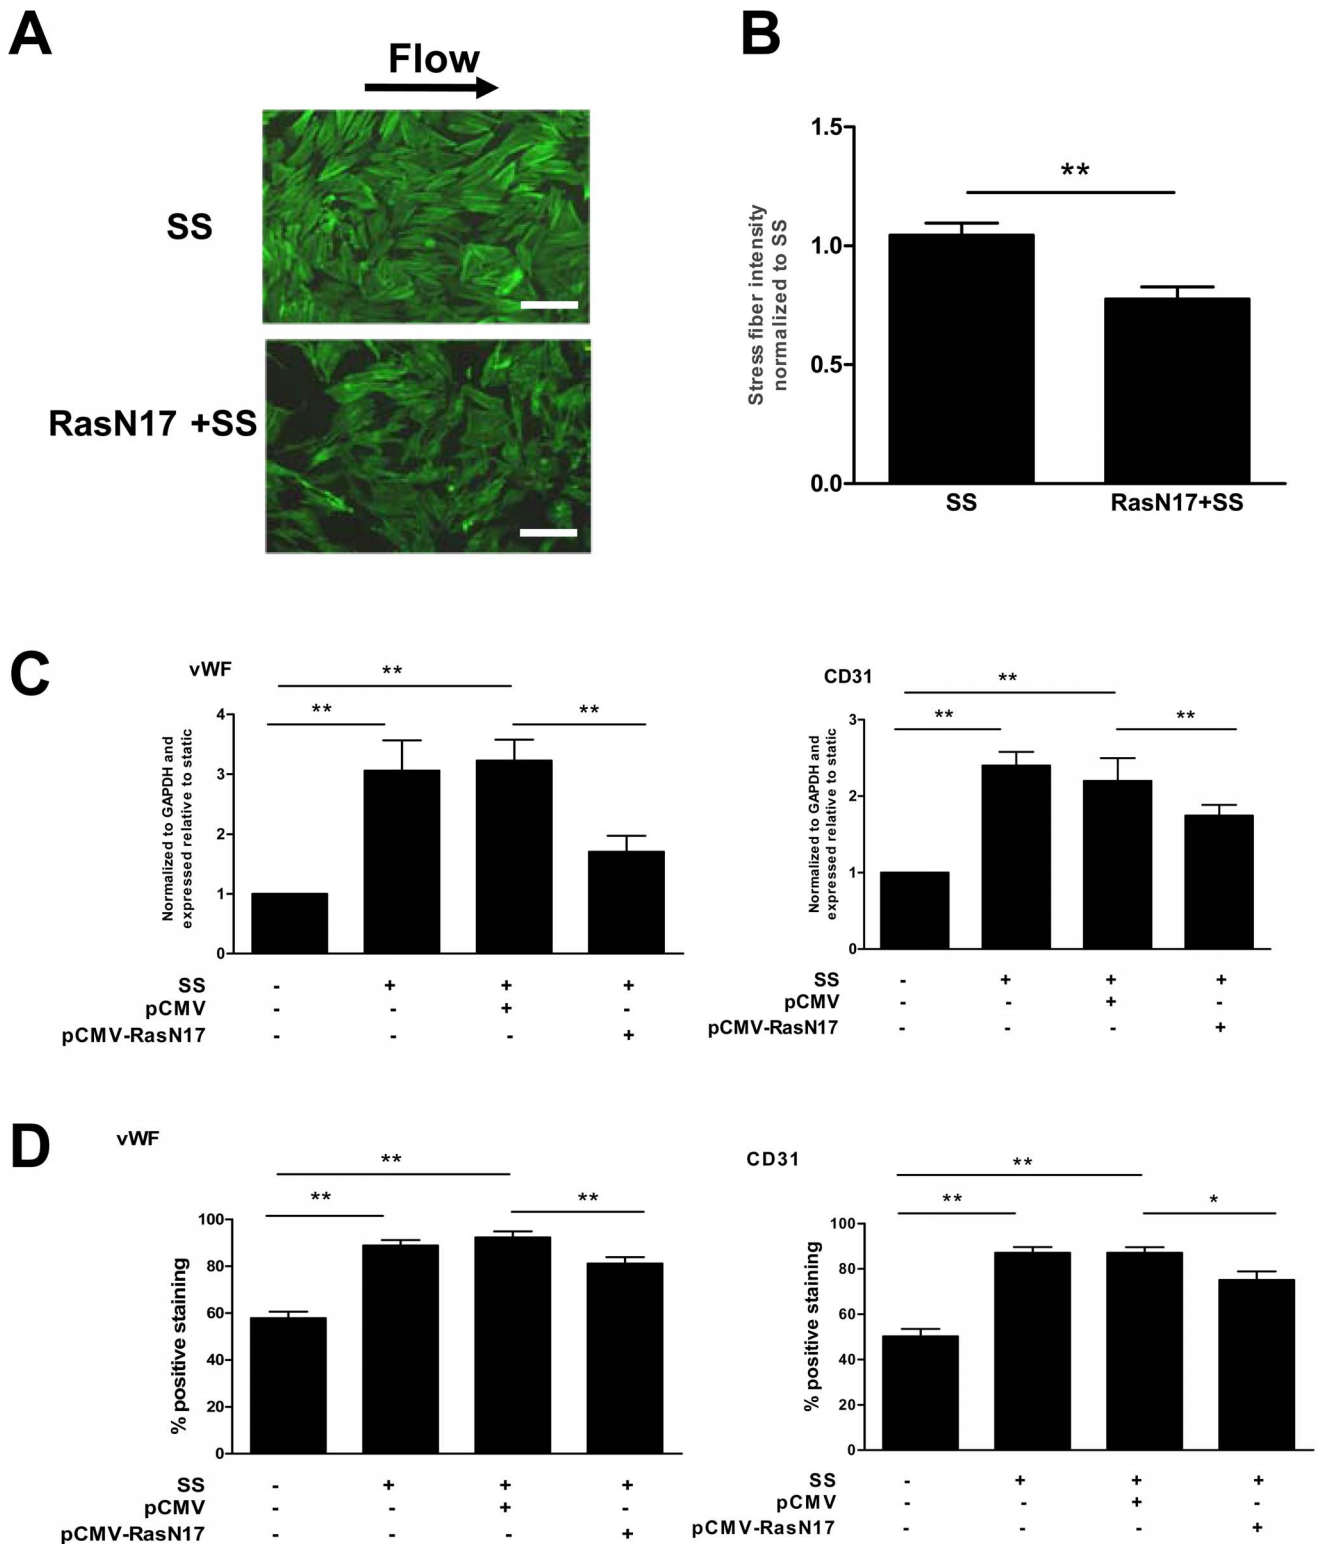 A
Flow
SS
RasN17 +SS
B
**
1.5
1.0
0.5
0.0
Stress fiber intensity
normalized to SS
SS RasN17+SS
C
vWF
**
** **
4
3
2
1
0
Normalized to GAPDH and
expressed relative to static
SS - + + +
pCMV - - + -
pCMV-RasN17 - - - +
CD31
**
** **
3
2
1
0
Normalized to GAPDH and
expressed relative to static
SS - + + +
pCMV - - + -
pCMV-RasN17 - - - +
D
vWF
**
** **
100
80
60
40
20
0
% positive staining
SS - + + +
pCMV - - + -
pCMV-RasN17 - - - +
CD31
**
** *
100
80
60
40
20
0
% positive staining
SS - + + +
pCMV - - + -
pCMV-RasN17 - - - +